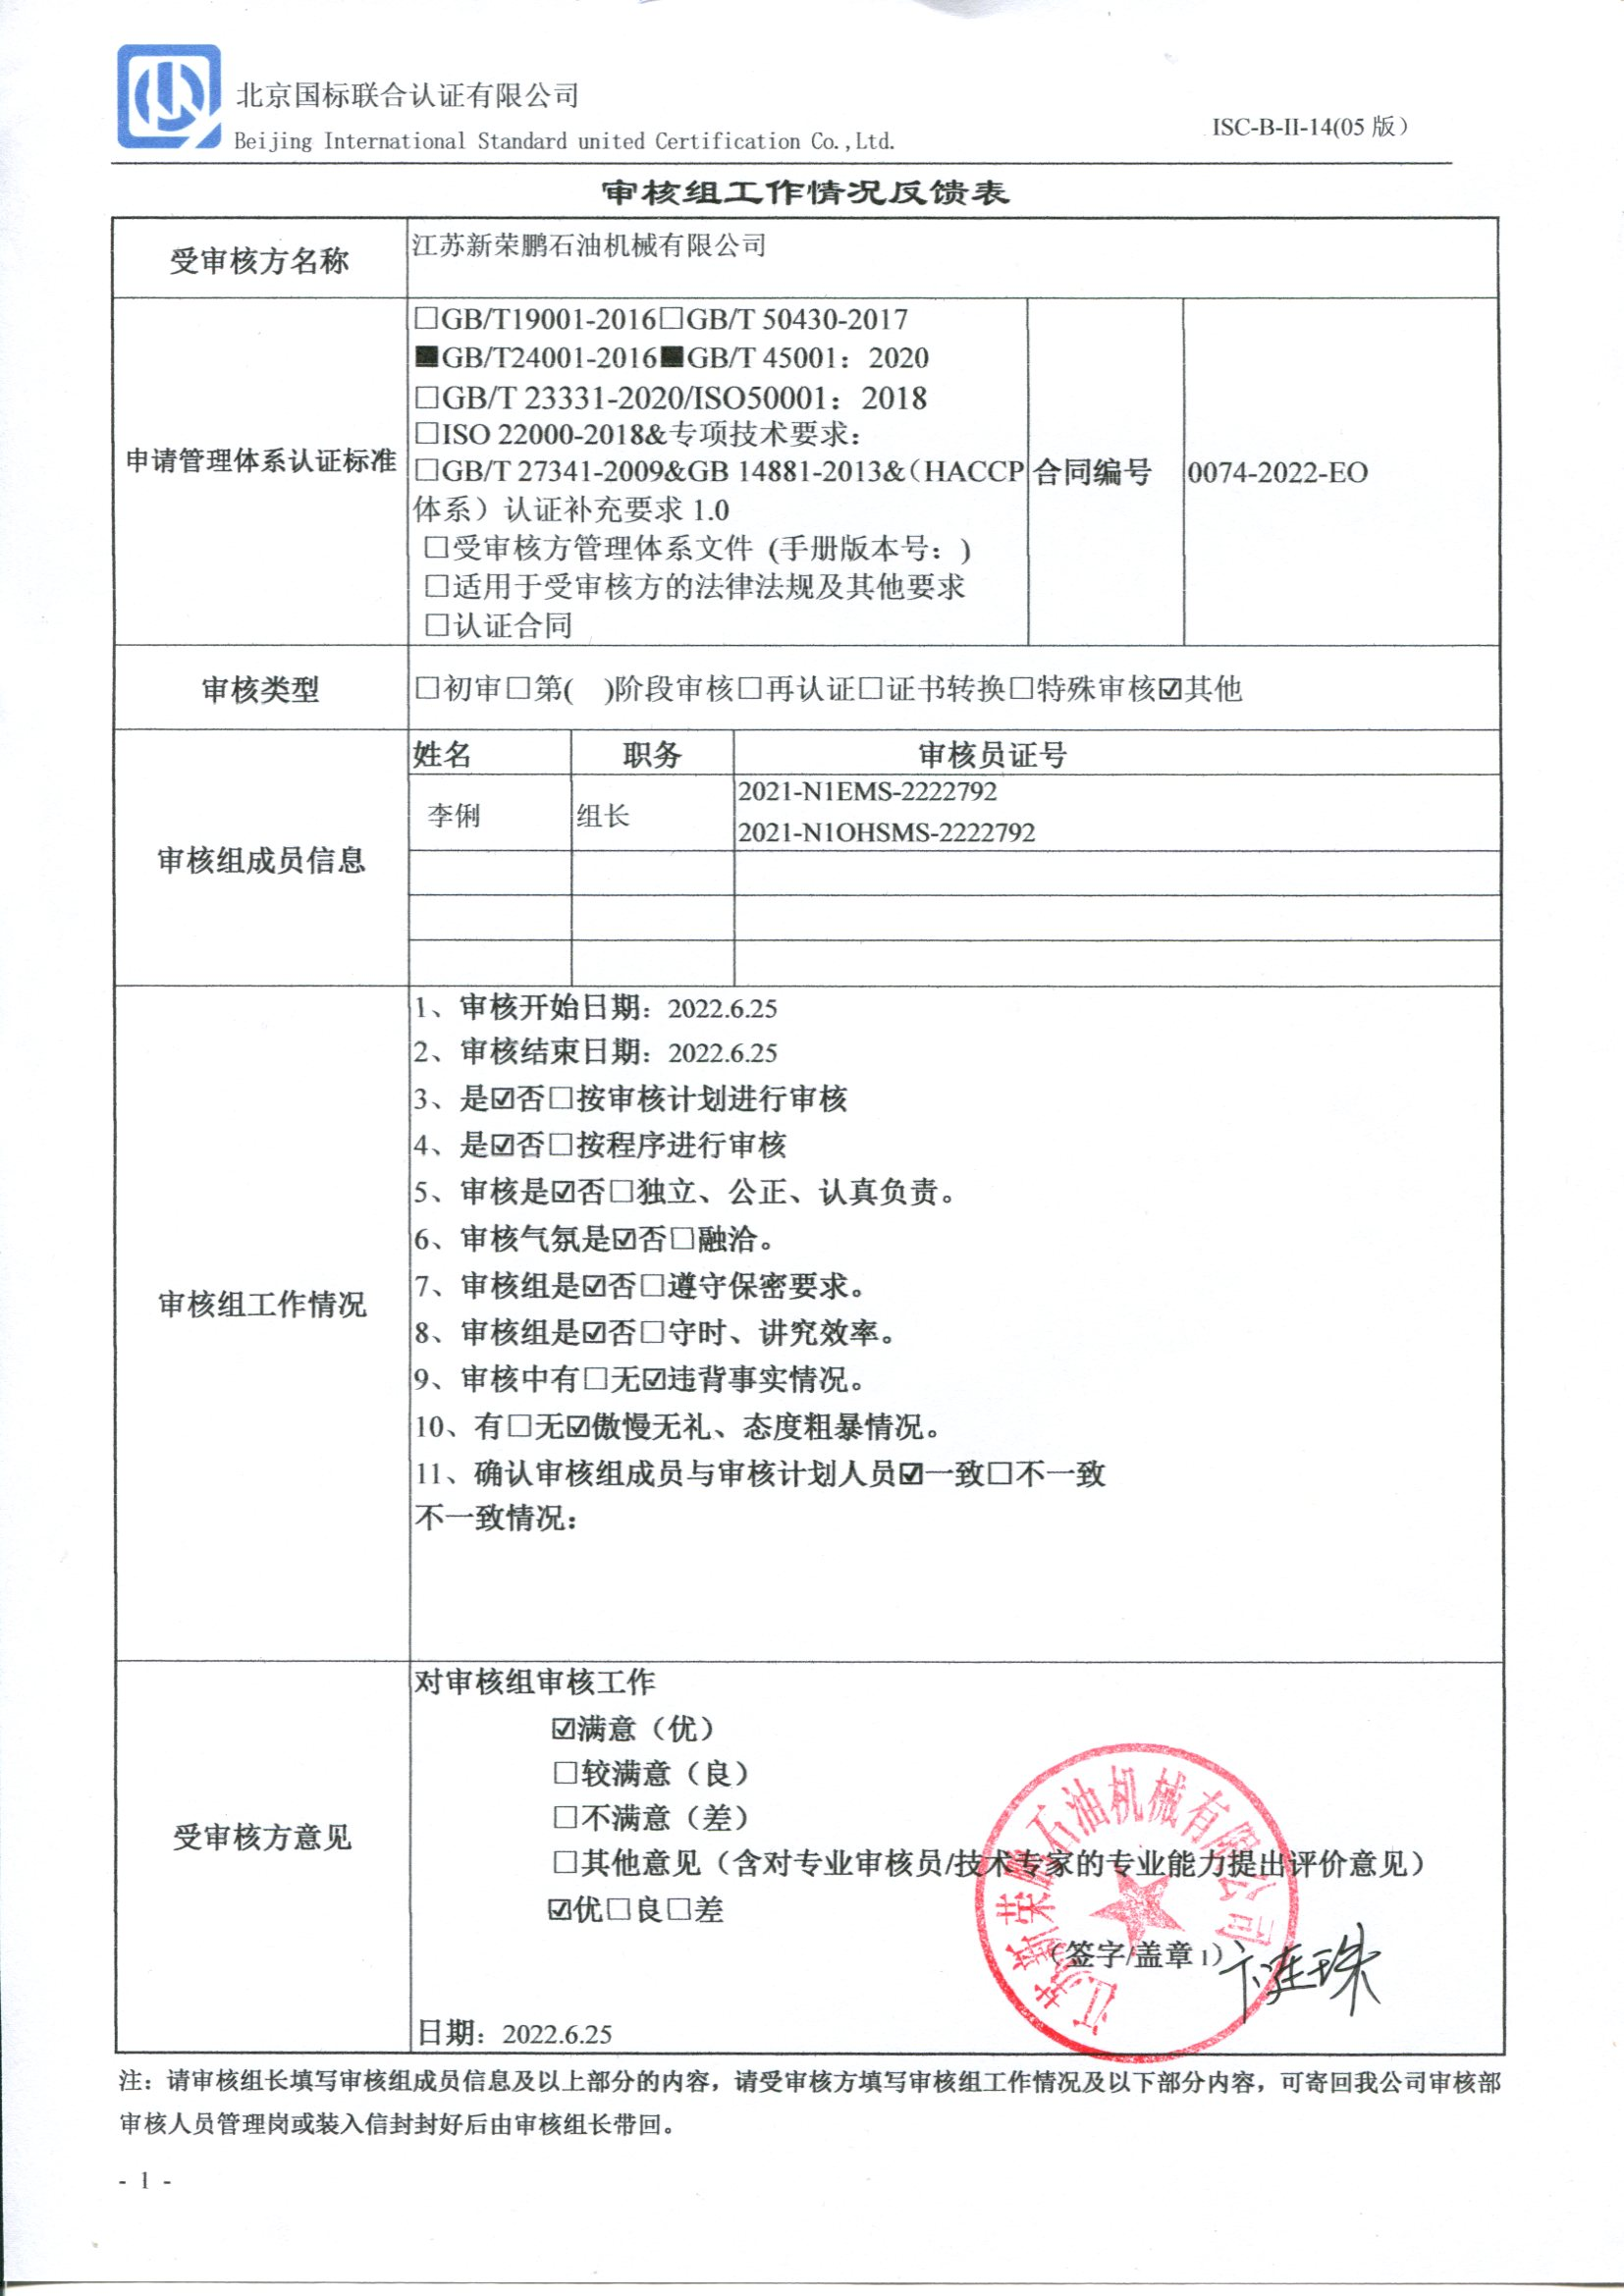 北京国标联合认证有限公司
Beijing International Standard united Certification Co.,Ltd.
ISC-B-II-14(05 版）
审核组工作情况反馈表
受审核方名称
江苏新荣鹏石油机械有限公司
申请管理体系认证标准
□GB/T19001-2016□GB/T 50430-2017
■GB/T24001-2016■GB/T 45001：2020
□GB/T 23331-2020/ISO50001：2018
□ISO 22000-2018&专项技术要求：
□GB/T 27341-2009&GB 14881-2013&（HACCP
体系）认证补充要求 1.0
□受审核方管理体系文件 (手册版本号：)
□适用于受审核方的法律法规及其他要求
□认证合同
合同编号
0074-2022-EO
审核类型
□初审□第( )阶段审核□再认证□证书转换□特殊审核☑其他
审核组成员信息
姓名 职务 审核员证号
李俐 组长
2021-N1EMS-2222792
2021-N1OHSMS-2222792
审核组工作情况
1、审核开始日期：2022.6.25
2、审核结束日期：2022.6.25
3、是☑否□按审核计划进行审核
4、是☑否□按程序进行审核
5、审核是☑否□独立、公正、认真负责。
6、审核气氛是☑否□融洽。
7、审核组是☑否□遵守保密要求。
8、审核组是☑否□守时、讲究效率。
9、审核中有□无☑违背事实情况。
10、有□无☑傲慢无礼、态度粗暴情况。
11、确认审核组成员与审核计划人员☑一致□不一致
不一致情况：
受审核方意见
对审核组审核工作
☑满意（优）
□较满意（良）
□不满意（差）
□其他意见（含对专业审核员/技术专家的专业能力提出评价意见）
☑优□良□差
（签字/盖章 1）
江苏新荣鹏石油机械有限公司
日期：2022.6.25
注：请审核组长填写审核组成员信息及以上部分的内容，请受审核方填写审核组工作情况及以下部分内容，可寄回我公司审核部
审核人员管理岗或装入信封封好后由审核组长带回。
- 1 -